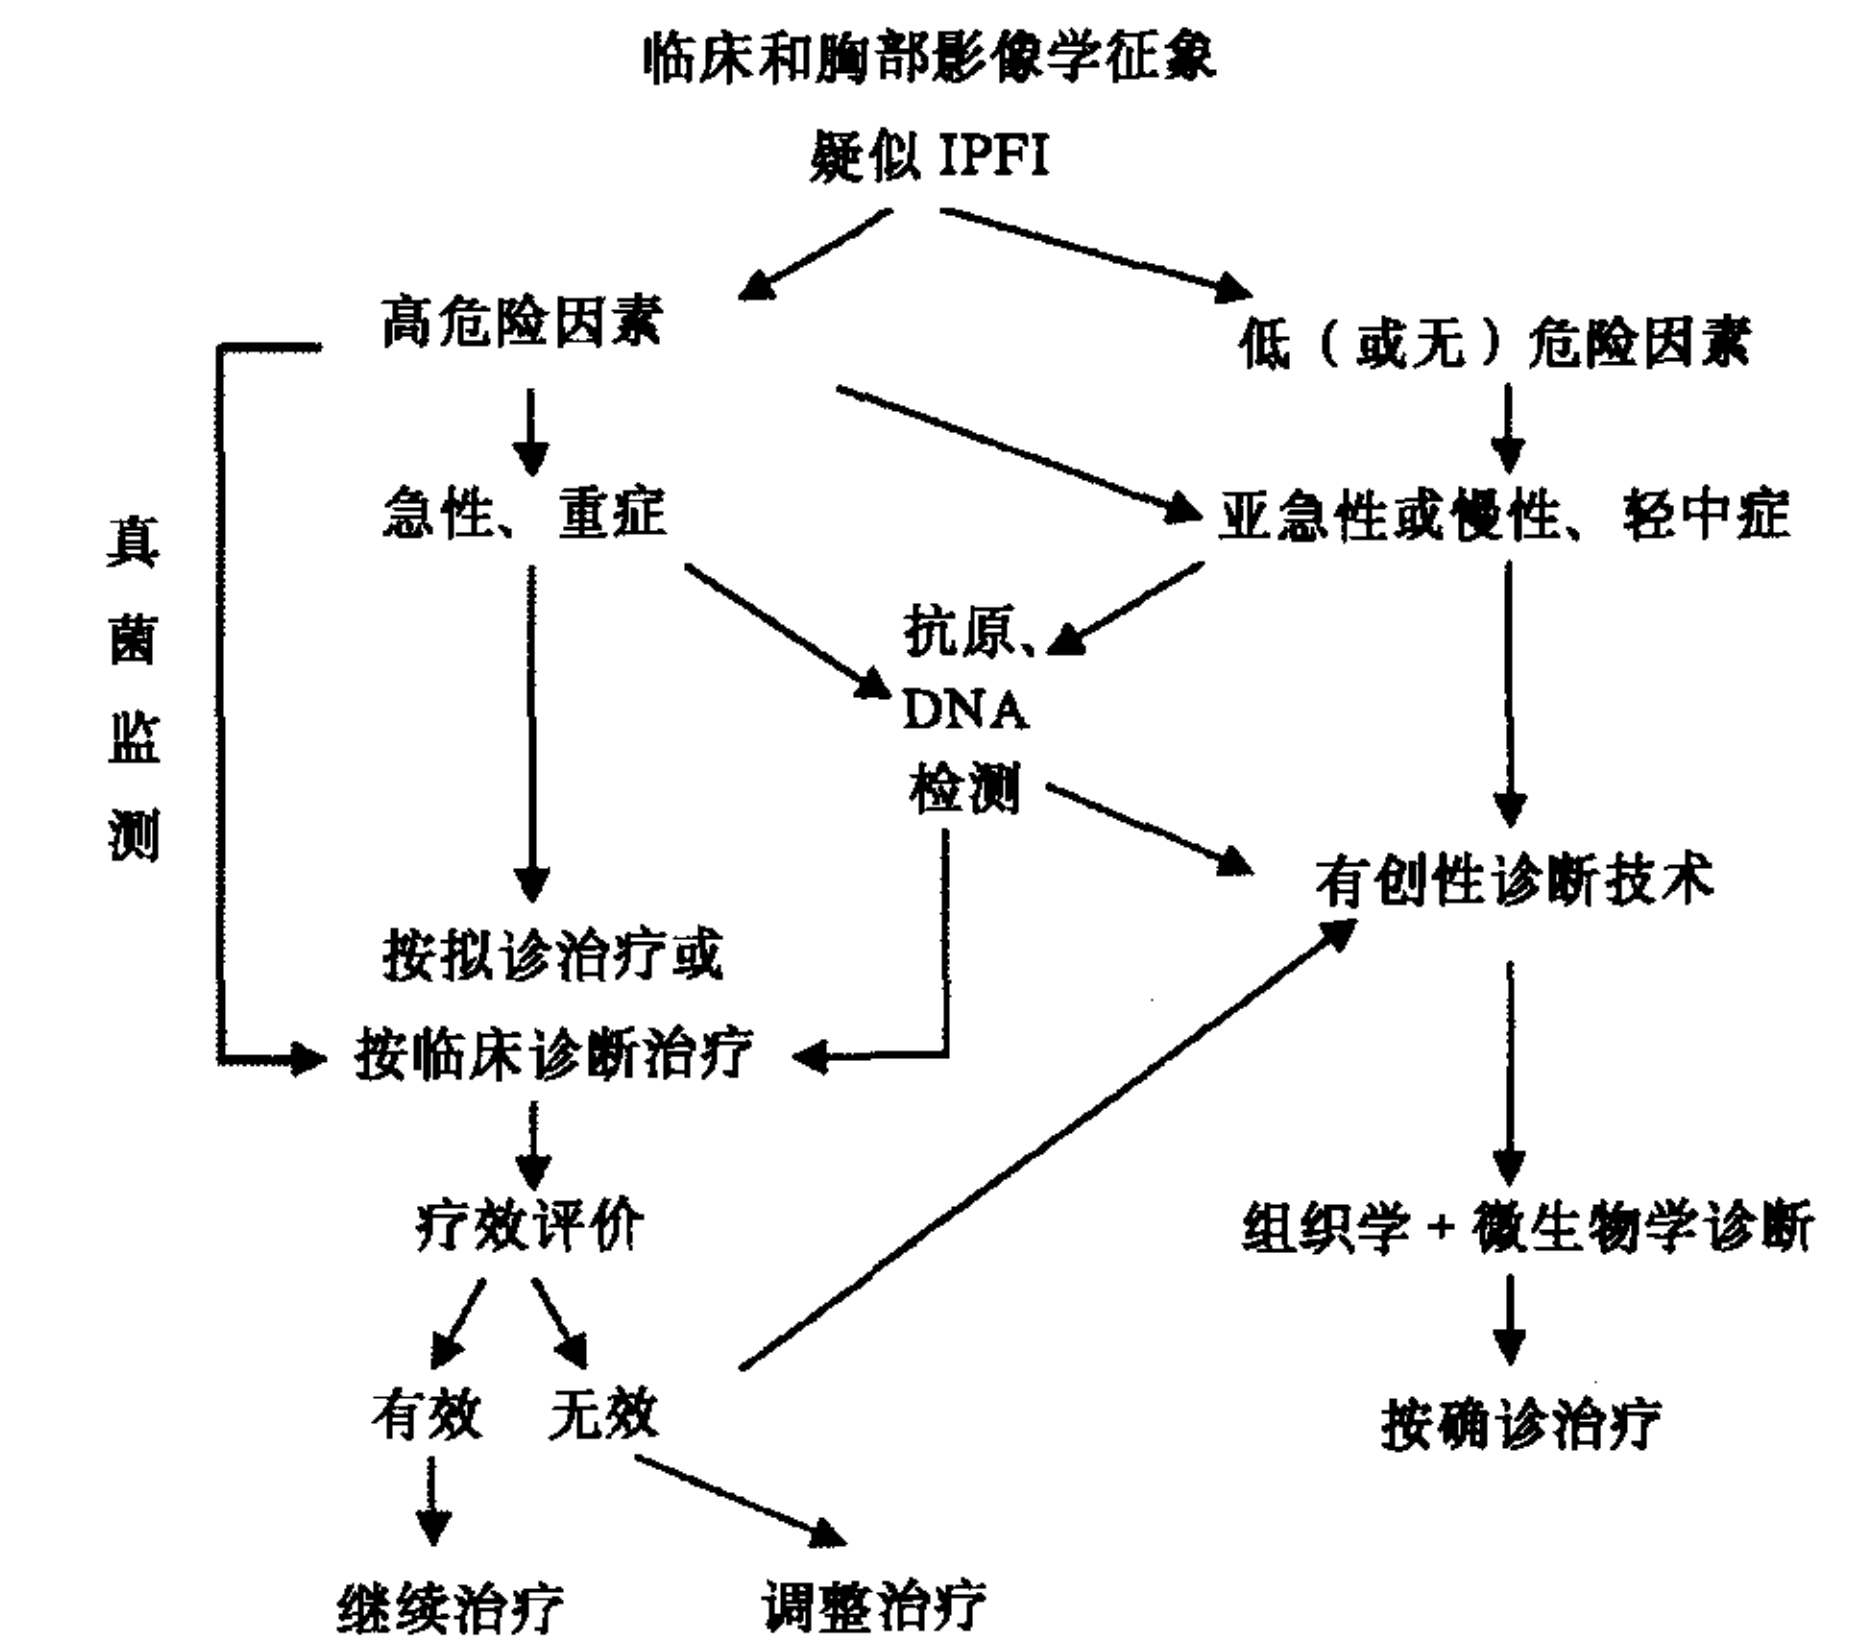 临床和胸部影像学征象
疑似 IPFI
高危险因素
低（或无）危险因素
急性、重症
亚急性或慢性、轻中症
真
菌
监
测
抗原、
DNA
检测
有创性诊断技术
按拟诊治疗或
按临床诊断治疗
疗效评价
组织学 + 微生物学诊断
有效
无效
按确诊治疗
继续治疗
调整治疗